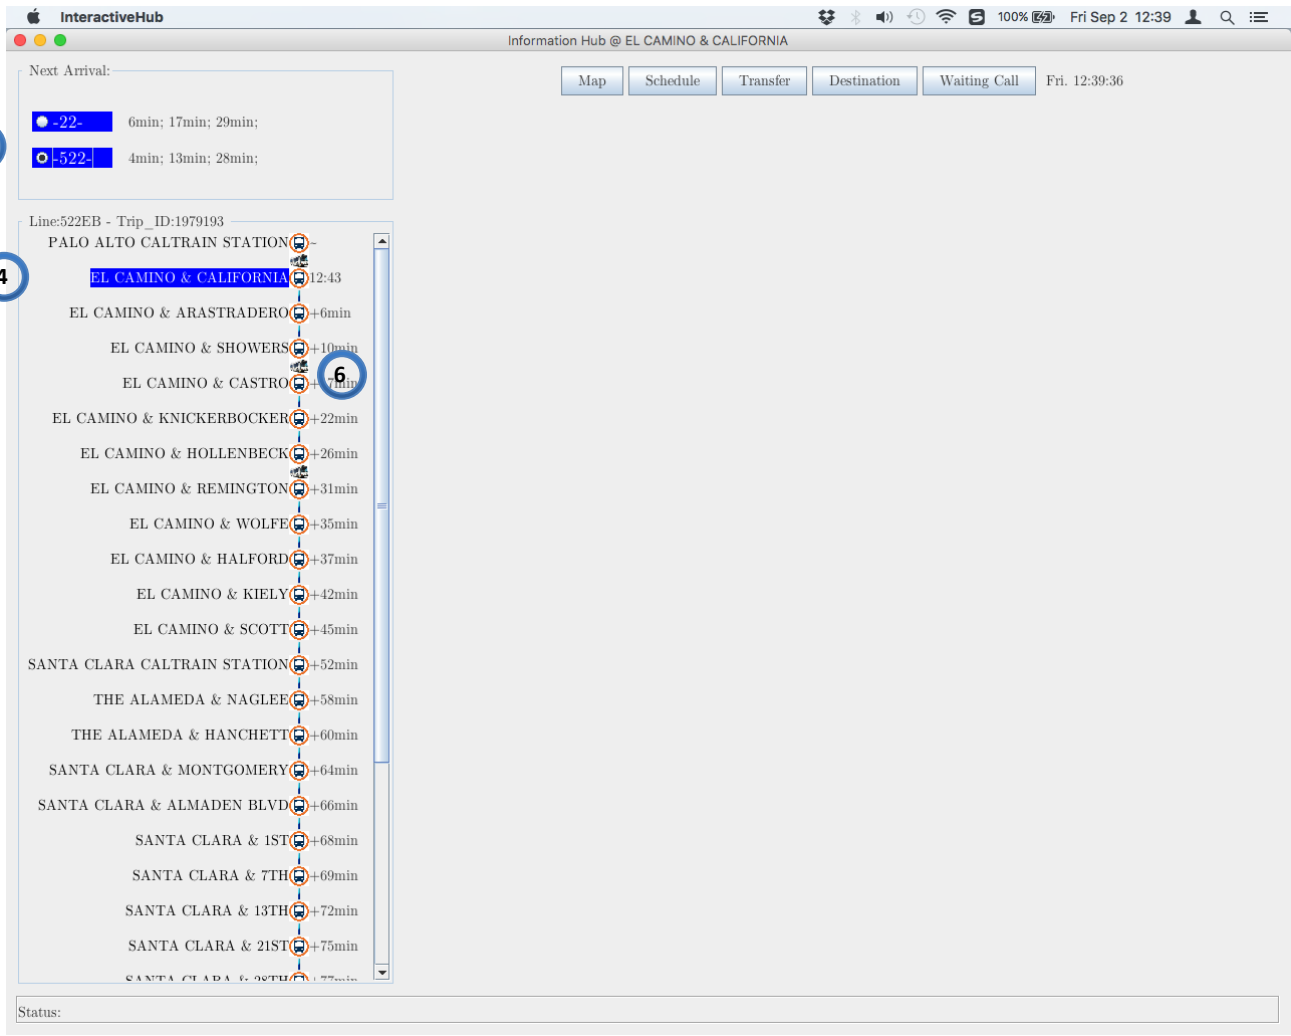 InteractiveHub 100% Fri Sep 2 12:39
Information Hub @ EL CAMINO & CALIFORNIA
Next Arrival:
Map Schedule Transfer Destination Waiting Call Fri. 12:39:36
-22- 6min; 17min; 29min;
-522- 4min; 13min; 28min;
Line:522EB - Trip_ID:1979193
PALO ALTO CALTRAIN STATION ~
4 EL CAMINO & CALIFORNIA 12:43
EL CAMINO & ARASTRADERO +6min
EL CAMINO & SHOWERS +10min
6
EL CAMINO & CASTRO
EL CAMINO & KNICKERBOCKER +22min
EL CAMINO & HOLLENBECK +26min
EL CAMINO & REMINGTON +31min
EL CAMINO & WOLFE +35min
EL CAMINO & HALFORD +37min
EL CAMINO & KIELY +42min
EL CAMINO & SCOTT +45min
SANTA CLARA CALTRAIN STATION +52min
THE ALAMEDA & NAGLEE +58min
THE ALAMEDA & HANCHETT +60min
SANTA CLARA & MONTGOMERY +64min
SANTA CLARA & ALMADEN BLVD +66min
SANTA CLARA & 1ST +68min
SANTA CLARA & 7TH +69min
SANTA CLARA & 13TH +72min
SANTA CLARA & 21ST +75min
SANTA CLARA & 28TH +77min
Status: